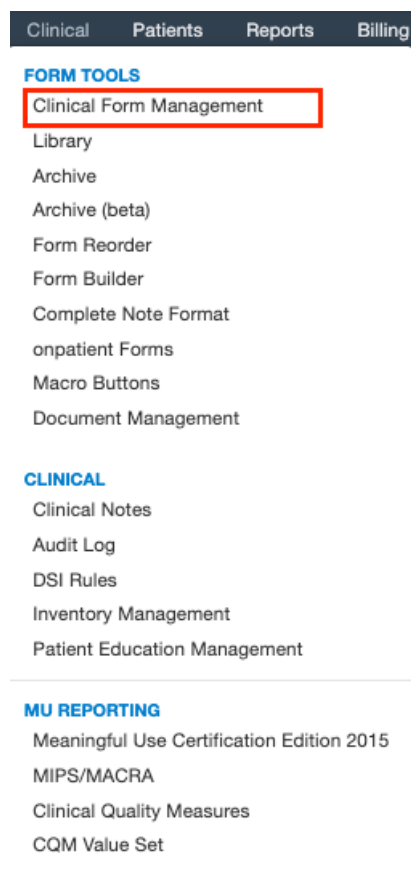 Clinical Patients Reports Billing
FORM TOOLS
Clinical Form Management
Library
Archive
Archive (beta)
Form Reorder
Form Builder
Complete Note Format
onpatient Forms
Macro Buttons
Document Management
CLINICAL
Clinical Notes
Audit Log
DSI Rules
Inventory Management
Patient Education Management
MU REPORTING
Meaningful Use Certification Edition 2015
MIPS/MACRA
Clinical Quality Measures
CQM Value Set